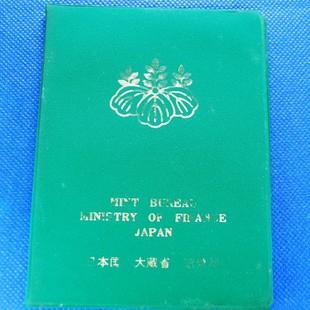 MINT BUREAU
MINISTRY OF FINANCE
JAPAN
日本国 大蔵省